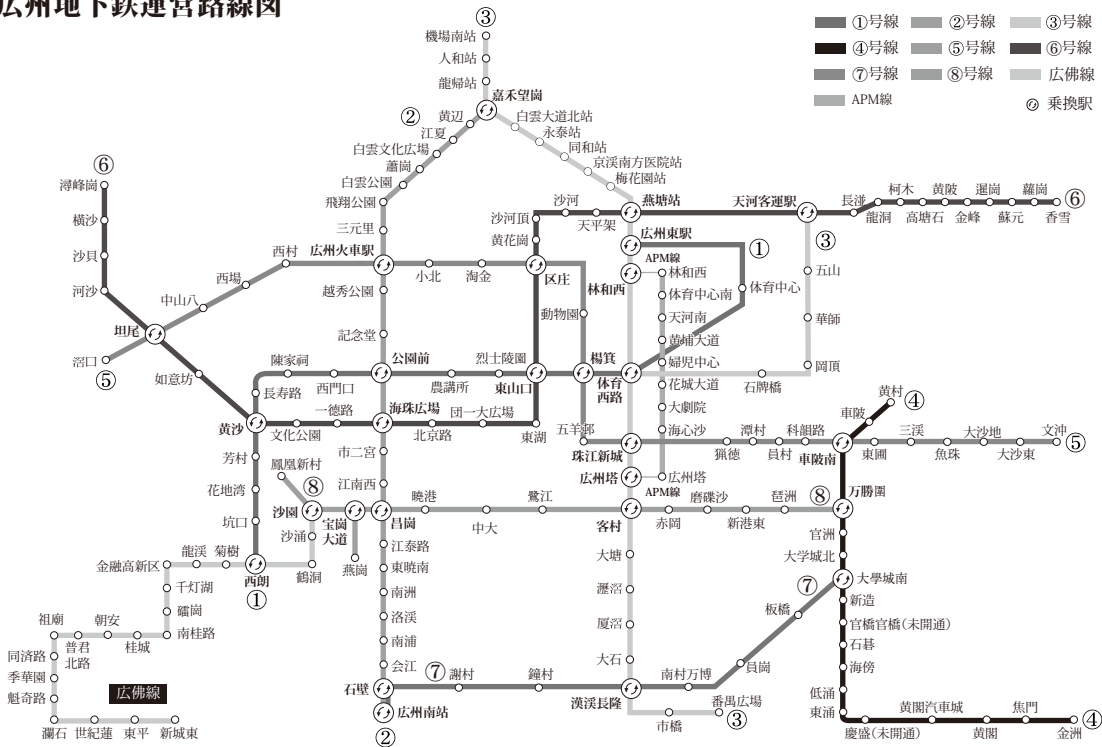 広州地下鉄運営路線図
①号線 ②号線 ③号線
④号線 ⑤号線 ⑥号線
⑦号線 ⑧号線 広佛線
APM線 乗換駅
③
機場南站
人和站
龍帰站
嘉禾望崗
②
黄辺
江夏
白雲文化広場
蕭崗
白雲公園
飛翔公園
三元里
広州火車駅
越秀公園
記念堂
公園前
海珠広場
市二宮
江南西
昌崗
江泰路
東暁南
南洲
洛溪
南浦
会江
石壁
広州南站
②
白雲大道北站
永泰站
同和站
京渓南方医院站
梅花園站
燕塘站
広州東駅
APM線
林和西
⑥
潯峰崗
横沙
沙貝
河沙
坦尾
滘口
⑤
中山八
西場
西村
如意坊
黄沙
文化公園
一徳路
北京路
団一大広場
東湖
小北
淘金
区庄
黄花崗
沙河頂
沙河
天平架
天河客運駅
長湴
龍洞
柯木
高塘石
黄陂
金峰
暹崗
蘇元
蘿崗
香雪
⑥
③
五山
華師
岡頂
石牌橋
①
体育中心
林和西
体育中心南
天河南
黄埔大道
婦児中心
花城大道
大劇院
海心沙
広州塔
APM線
動物園
楊箕
体育
西路
五羊邨
珠江新城
広州塔
客村
陳家祠
西門口
長寿路
農講所
烈士陵園
東山口
芳村
花地湾
坑口
西朗
①
鳳凰新村
⑧
沙園
宝崗
大道
燕崗
沙涌
鶴洞
菊樹
龍渓
金融高新区
千灯湖
礌崗
南桂路
桂城
朝安
普君
北路
祖廟
同済路
季華園
魁奇路
瀾石
世紀蓮
東平
新城東
広佛線
暁港
中大
鷺江
赤岡
磨碟沙
新港東
琶洲
⑧
万勝圍
猟徳
潭村
員村
科韻路
車陂南
東圃
三渓
魚珠
大沙地
大沙東
文沖
⑤
車陂
黄村
④
官洲
大学城北
大學城南
新造
官橋官橋(未開通)
石碁
海傍
低涌
東涌
慶盛(未開通)
黄閣汽車城
黄閣
焦門
金洲
④
大塘
瀝滘
厦滘
大石
漢渓長隆
市橋
番禺広場
③
⑦
謝村
鐘村
南村万博
員崗
板橋
⑦